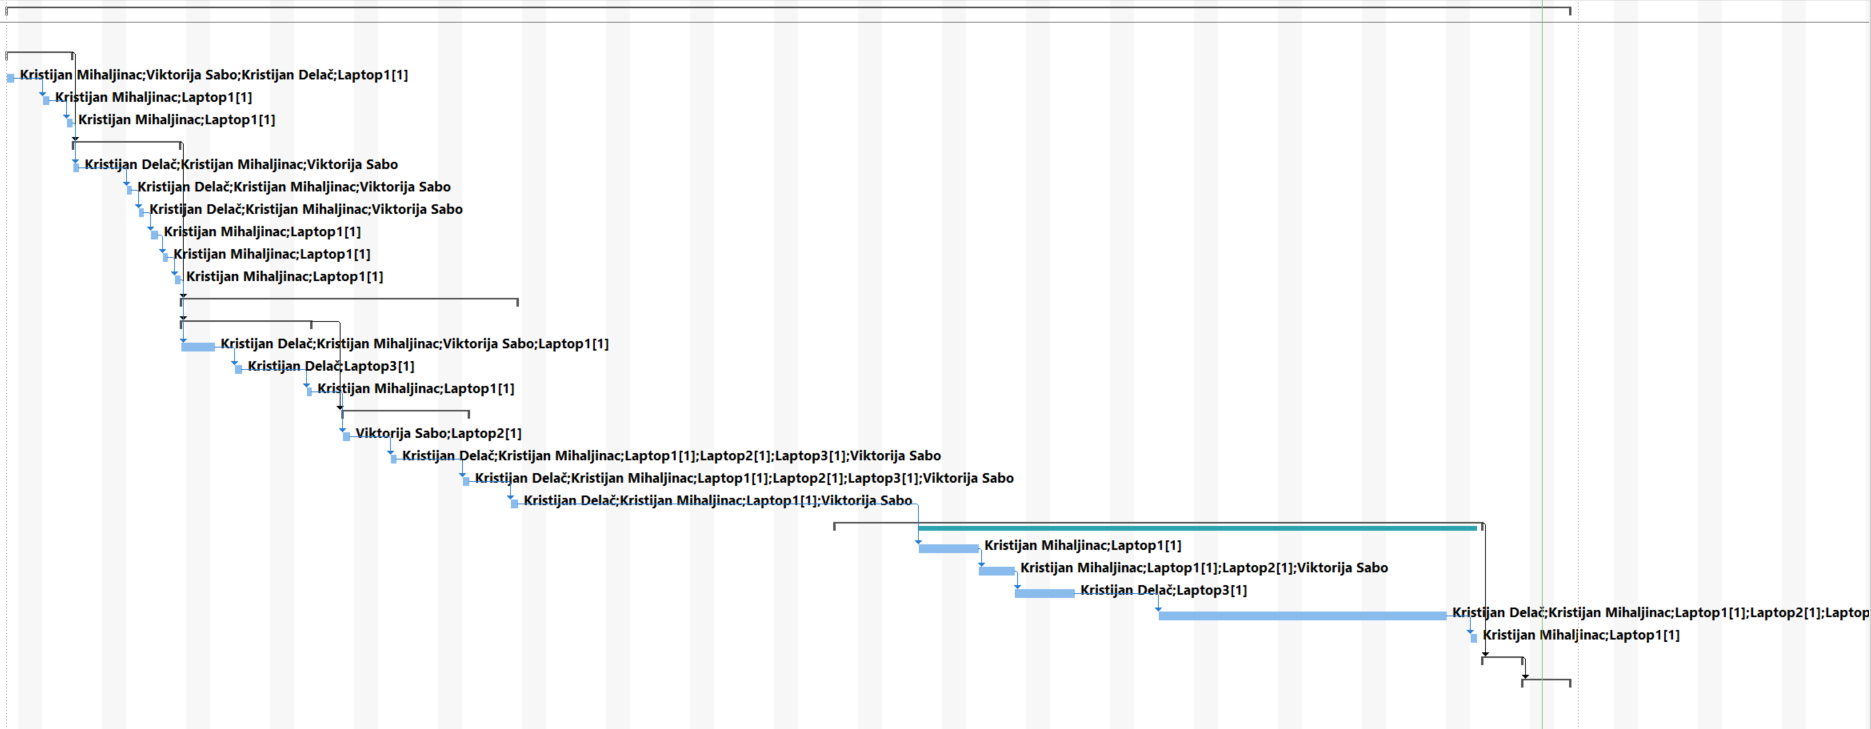 Kristijan Mihaljinac;Viktorija Sabo;Kristijan Delač;Laptop1[1]
Kristijan Mihaljinac;Laptop1[1]
Kristijan Mihaljinac;Laptop1[1]
Kristijan Delač;Kristijan Mihaljinac;Viktorija Sabo
Kristijan Delač;Kristijan Mihaljinac;Viktorija Sabo
Kristijan Delač;Kristijan Mihaljinac;Viktorija Sabo
Kristijan Mihaljinac;Laptop1[1]
Kristijan Mihaljinac;Laptop1[1]
Kristijan Mihaljinac;Laptop1[1]
Kristijan Delač;Kristijan Mihaljinac;Viktorija Sabo;Laptop1[1]
Kristijan Delač;Laptop3[1]
Kristijan Mihaljinac;Laptop1[1]
Viktorija Sabo;Laptop2[1]
Kristijan Delač;Kristijan Mihaljinac;Laptop1[1];Laptop2[1];Laptop3[1];Viktorija Sabo
Kristijan Delač;Kristijan Mihaljinac;Laptop1[1];Laptop2[1];Laptop3[1];Viktorija Sabo
Kristijan Delač;Kristijan Mihaljinac;Laptop1[1];Viktorija Sabo
Kristijan Mihaljinac;Laptop1[1]
Kristijan Mihaljinac;Laptop1[1];Laptop2[1];Viktorija Sabo
Kristijan Delač;Laptop3[1]
Kristijan Delač;Kristijan Mihaljinac;Laptop1[1];Laptop2[1];Laptop
Kristijan Mihaljinac;Laptop1[1]